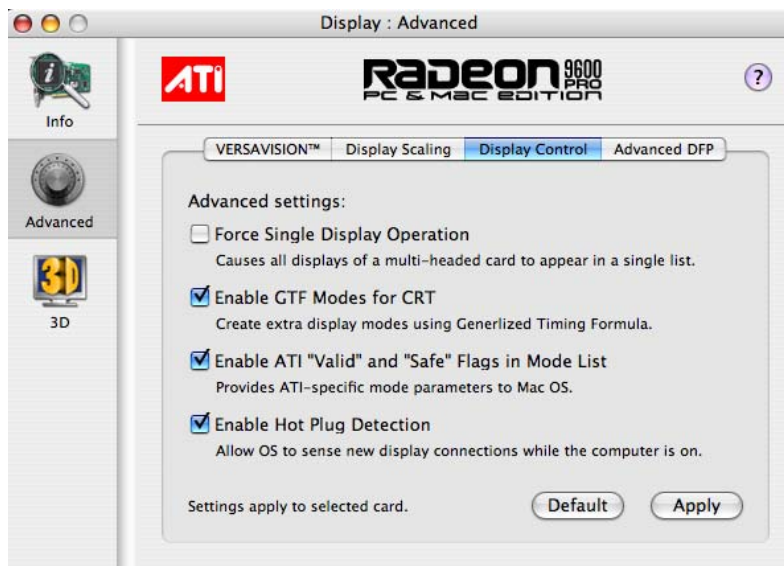 Display : Advanced
Info
Advanced
3D
3D
ATI
RADEON 9600 PRO
PC & MAC EDITION
?
VERSAVISION™ Display Scaling Display Control Advanced DFP
Advanced settings:
Force Single Display Operation
Causes all displays of a multi-headed card to appear in a single list.
Enable GTF Modes for CRT
Create extra display modes using Generlized Timing Formula.
Enable ATI "Valid" and "Safe" Flags in Mode List
Provides ATI-specific mode parameters to Mac OS.
Enable Hot Plug Detection
Allow OS to sense new display connections while the computer is on.
Settings apply to selected card.
Default Apply